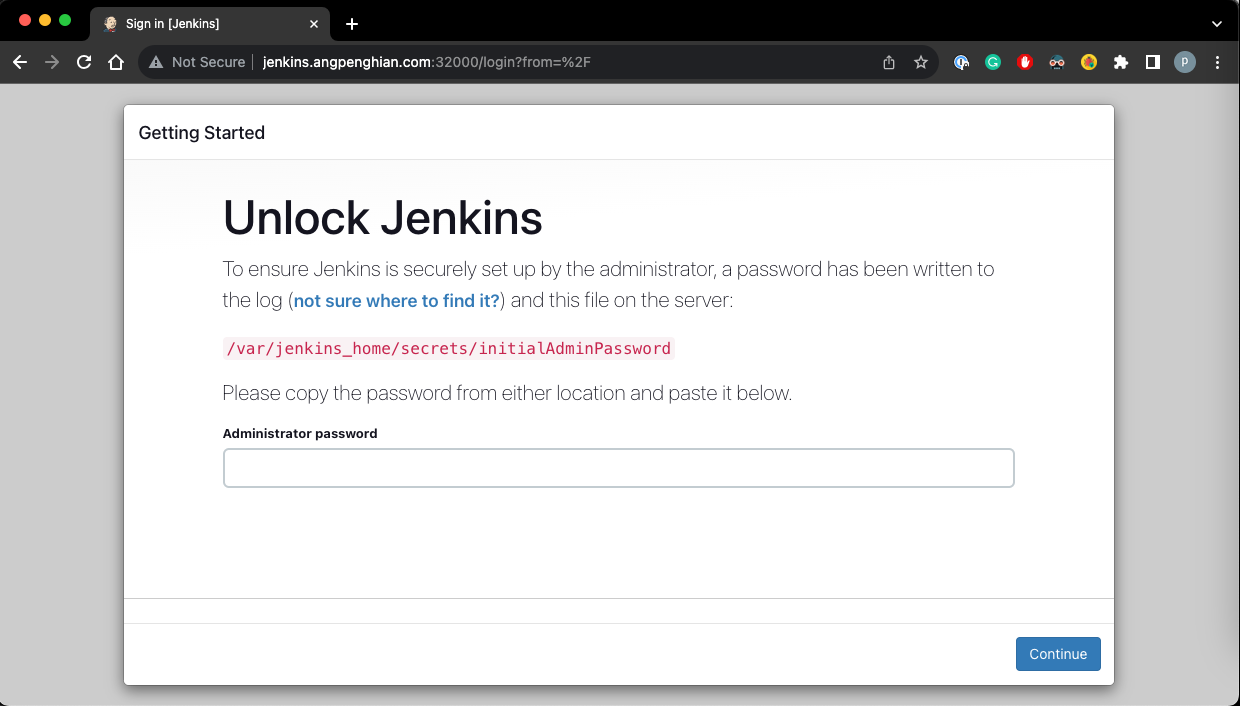 Sign in [Jenkins]
Not Secure
jenkins.angpenghian.com:32000/login?from=%2F
P
Getting Started
Unlock Jenkins
To ensure Jenkins is securely set up by the administrator, a password has been written to
the log (not sure where to find it?) and this file on the server:
/var/jenkins_home/secrets/initialAdminPassword
Please copy the password from either location and paste it below.
Administrator password
Continue